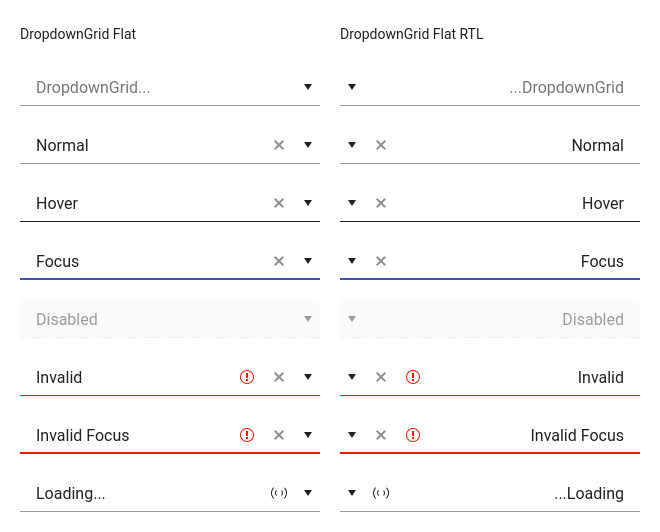 DropdownGrid Flat
DropdownGrid Flat RTL
DropdownGrid...
...DropdownGrid
Normal
Normal
Hover
Hover
Focus
Focus
Disabled
Disabled
Invalid
Invalid
Invalid Focus
Invalid Focus
Loading...
...Loading